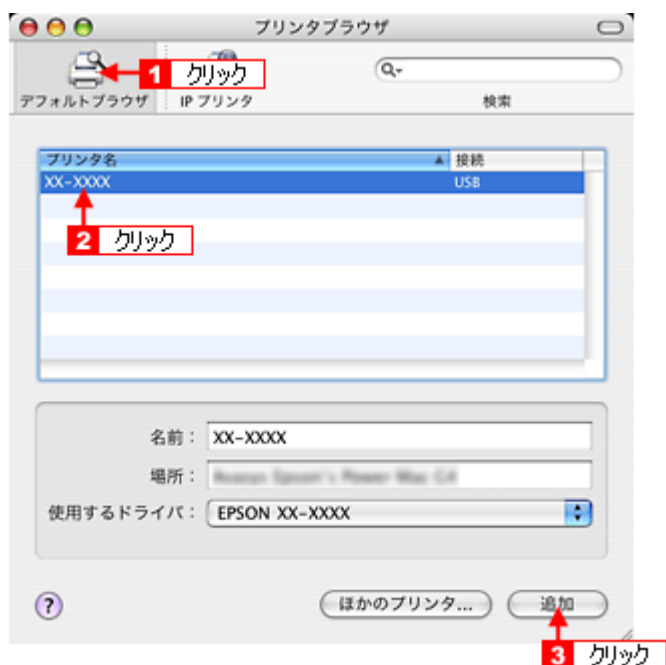 プリンタブラウザ
1 クリック
デフォルトブラウザ IP プリンタ 検索
プリンタ名 接続
XX-XXXX USB
2 クリック
名前： XX-XXXX
場所：
使用するドライバ： EPSON XX-XXXX
? ほかのプリンタ... 追加
3 クリック